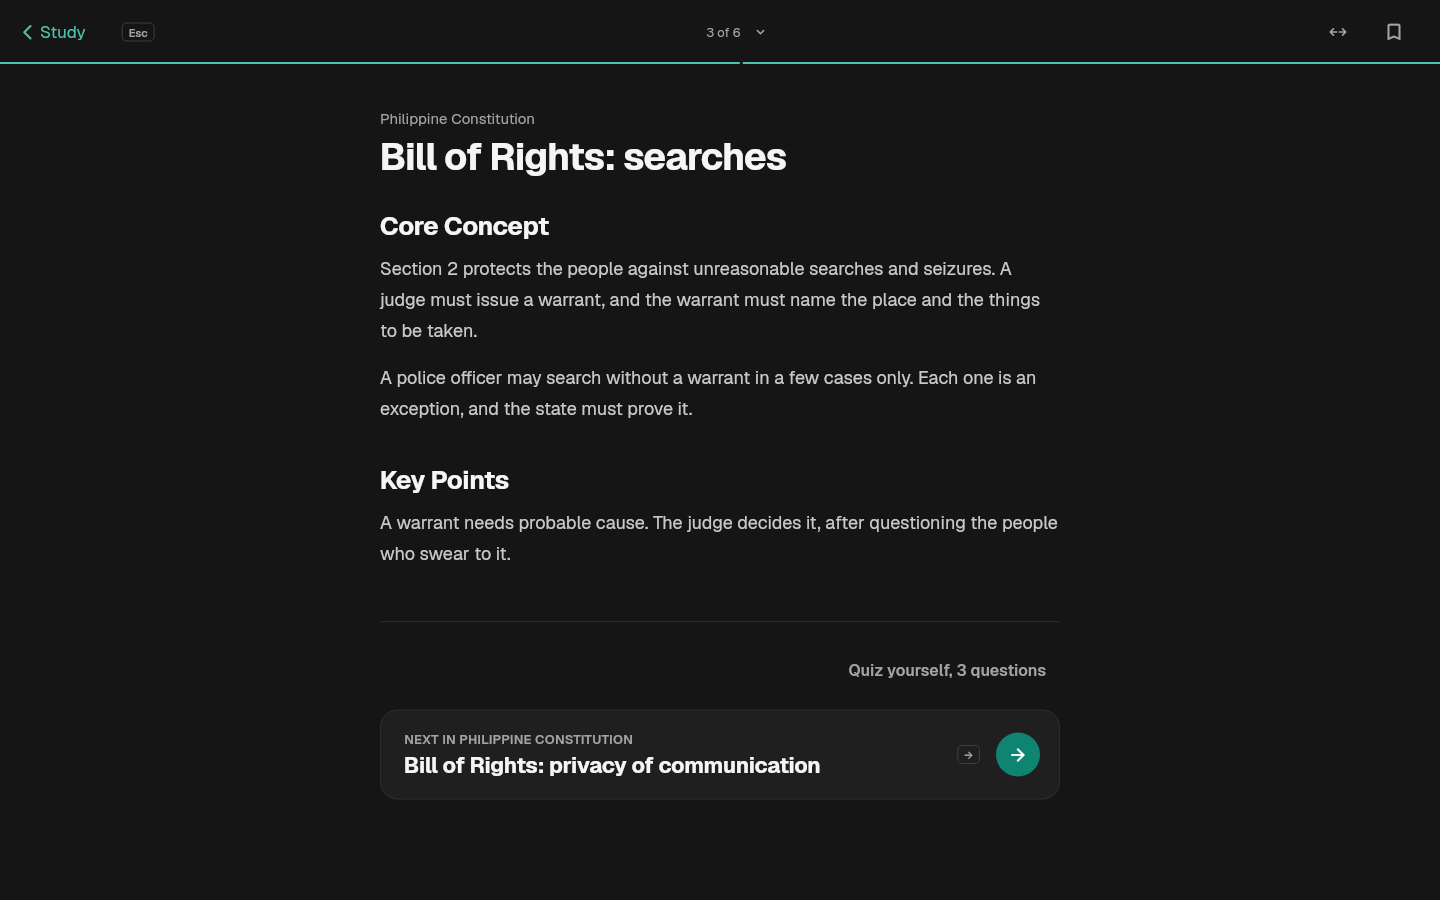 Study
Esc
3 of 6
Philippine Constitution
Bill of Rights: searches
Core Concept
Section 2 protects the people against unreasonable searches and seizures. A
judge must issue a warrant, and the warrant must name the place and the things
to be taken.
A police officer may search without a warrant in a few cases only. Each one is an
exception, and the state must prove it.
Key Points
A warrant needs probable cause. The judge decides it, after questioning the people
who swear to it.
Quiz yourself, 3 questions
NEXT IN PHILIPPINE CONSTITUTION
Bill of Rights: privacy of communication